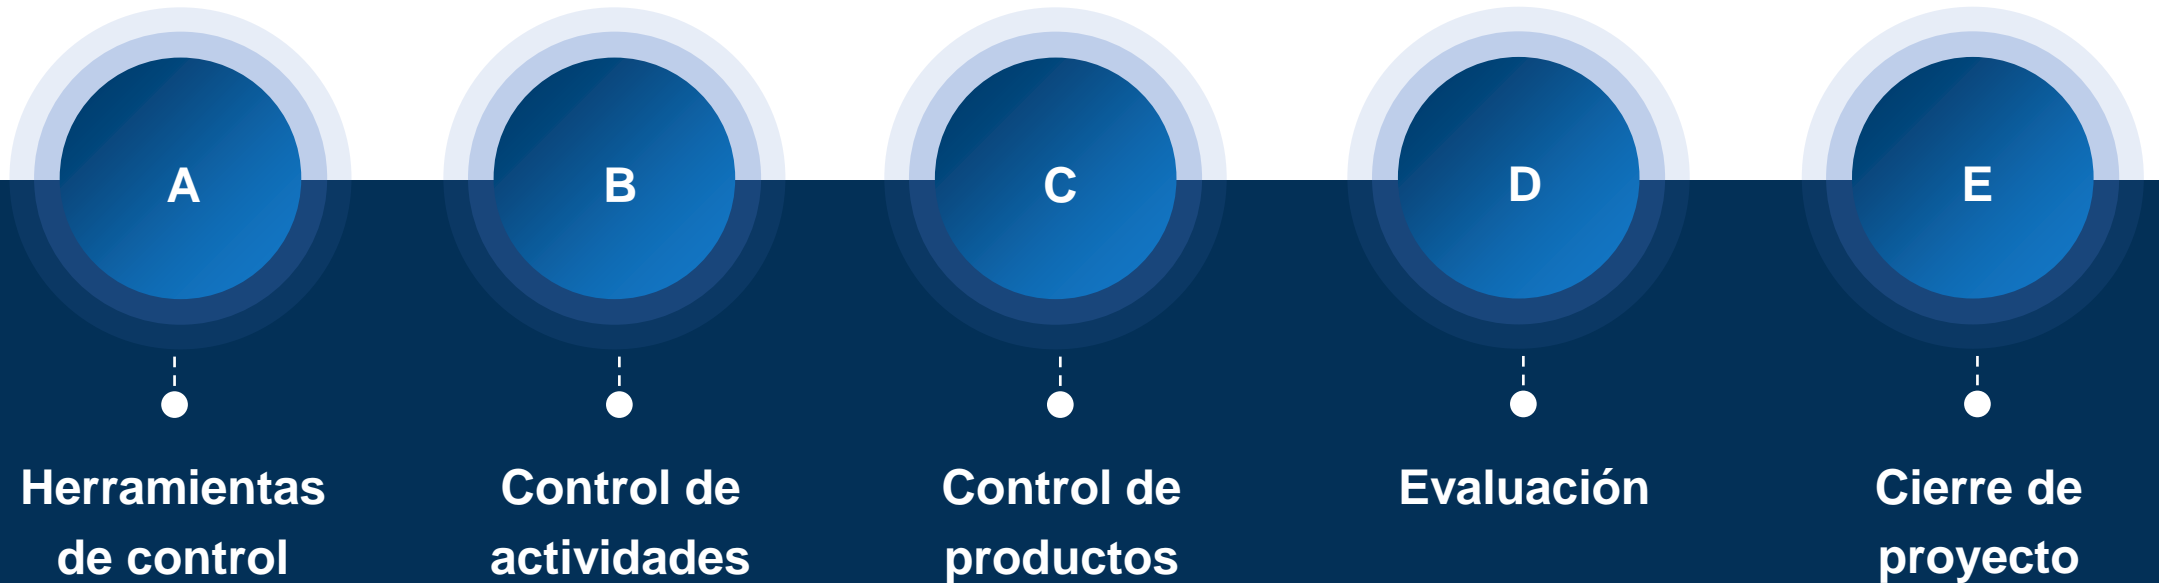 A
B
C
D
E
Herramientas
de control
Control de
actividades
Control de
productos
Evaluación
Cierre de
proyecto